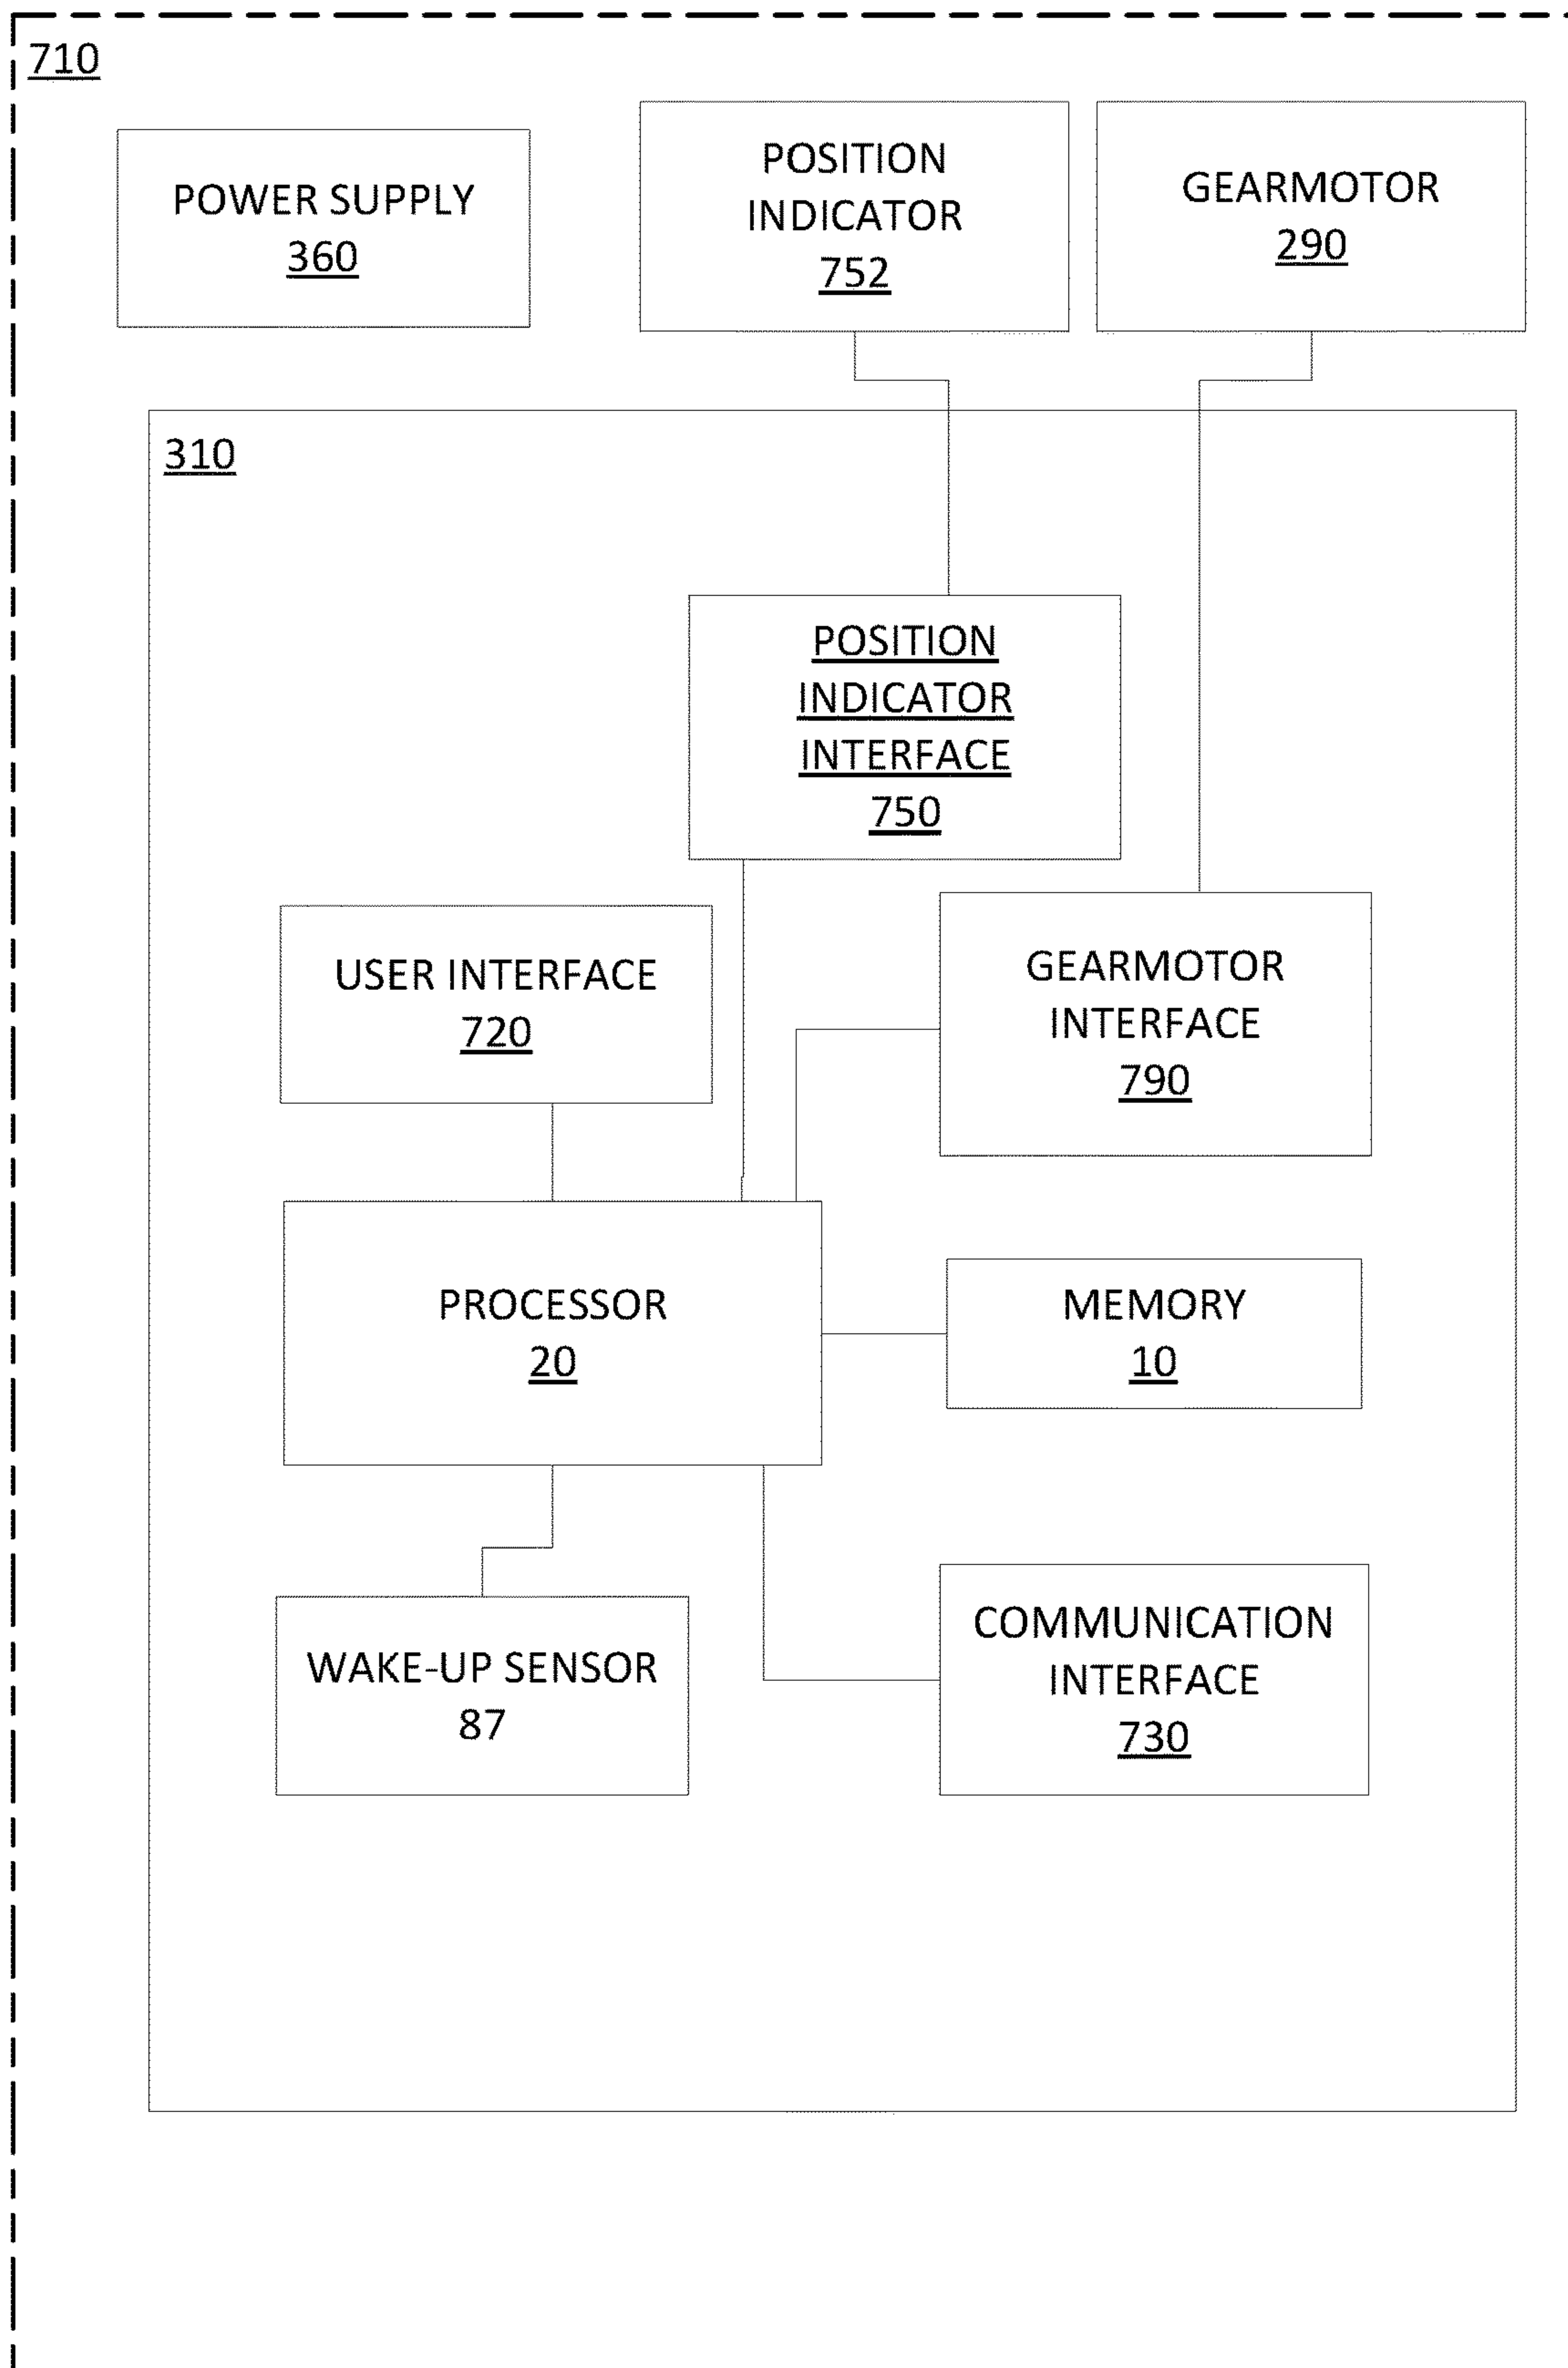 710
POWER SUPPLY
360
POSITION
INDICATOR
752
GEARMOTOR
290
310
POSITION
INDICATOR
INTERFACE
750
USER INTERFACE
720
GEARMOTOR
INTERFACE
790
PROCESSOR
20
MEMORY
10
WAKE-UP SENSOR
87
COMMUNICATION
INTERFACE
730